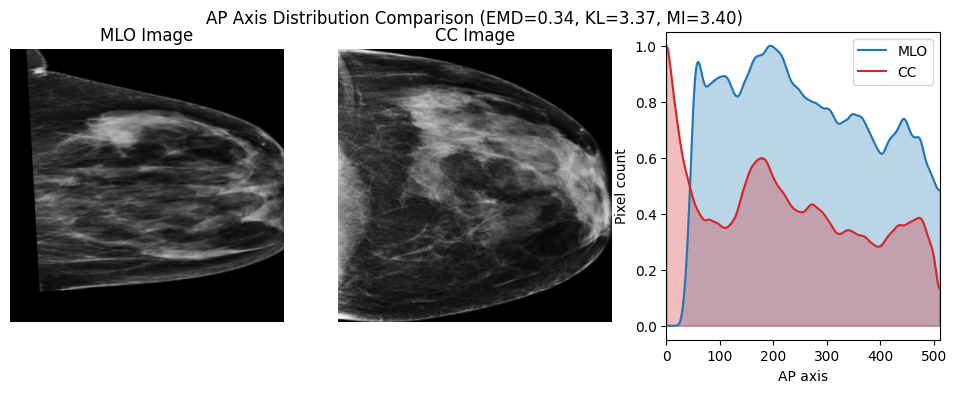 AP Axis Distribution Comparison (EMD=0.34, KL=3.37, MI=3.40)
MLO Image
CC Image
MLO
CC
Pixel count
1.0
0.8
0.6
0.4
0.2
0.0
0 100 200 300 400 500
AP axis